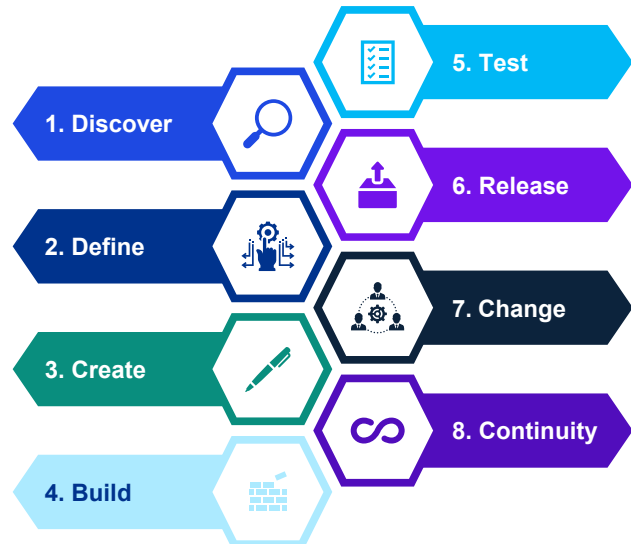 1. Discover
2. Define
3. Create
4. Build
5. Test
6. Release
7. Change
8. Continuity